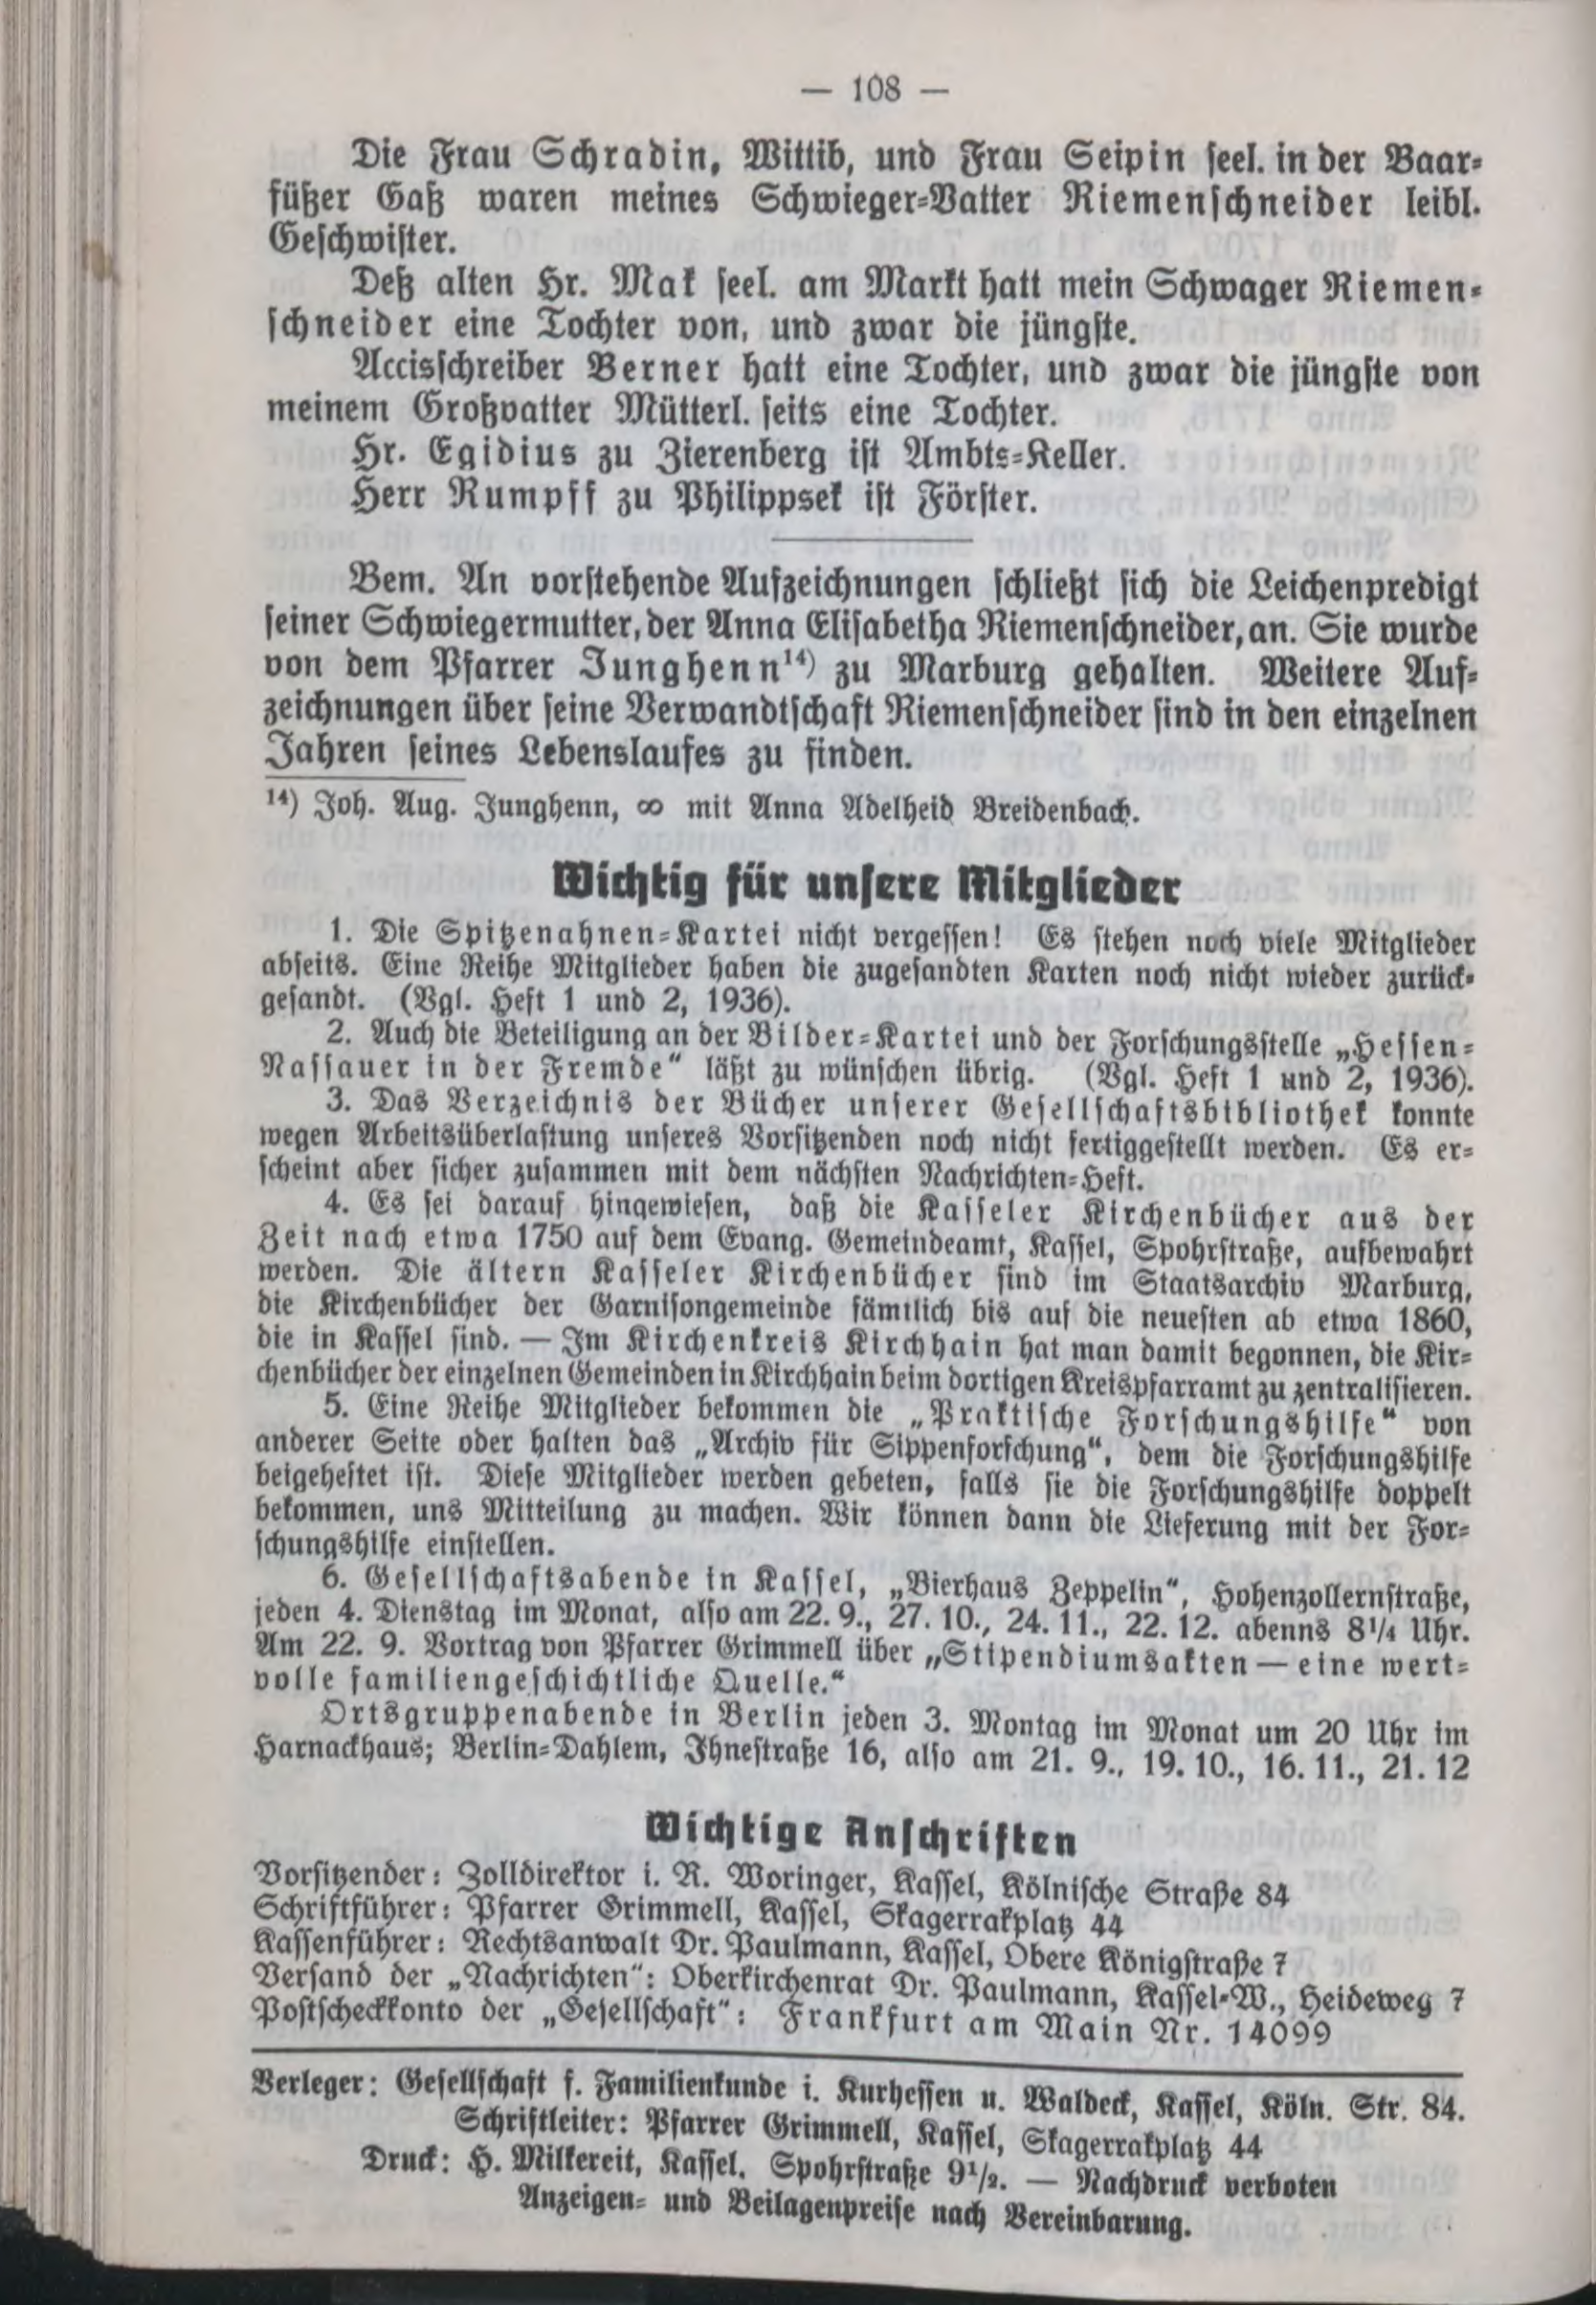 — 108 —
Die Frau Schradin, Wittib, und Frau Seipin seel. in der Baar-
füßer Gaß waren meines Schwieger-Vatter Riemenschneider leibl.
Geschwister.
Deß alten Hr. Mak seel. am Markt hatt mein Schwager Riemen-
schneider eine Tochter von, und zwar die jüngste.
Accisschreiber Berner hatt eine Tochter, und zwar die jüngste von
meinem Großvatter Mütterl. seits eine Tochter.
Hr. Egidius zu Zierenberg ist Ambts-Keller.
Herr Rumpff zu Philippsek ist Förster.
Bem. An vorstehende Aufzeichnungen schließt sich die Leichenpredigt
seiner Schwiegermutter, der Anna Elisabetha Riemenschneider, an. Sie wurde
von dem Pfarrer Junghenn¹⁴) zu Marburg gehalten. Weitere Auf-
zeichnungen über seine Verwandtschaft Riemenschneider sind in den einzelnen
Jahren seines Lebenslaufes zu finden.
¹⁴) Joh. Aug. Junghenn, ∞ mit Anna Adelheid Breidenbach.
Wichtig für unsere Mitglieder
1. Die Spitzenahnen-Kartei nicht vergessen! Es stehen noch viele Mitglieder
abseits. Eine Reihe Mitglieder haben die zugesandten Karten noch nicht wieder zurück-
gesandt. (Vgl. Heft 1 und 2, 1936).
2. Auch die Beteiligung an der Bilder-Kartei und der Forschungsstelle „Hessen-
Nassauer in der Fremde“ läßt zu wünschen übrig. (Vgl. Heft 1 und 2, 1936).
3. Das Verzeichnis der Bücher unserer Gesellschaftsbibliothek konnte
wegen Arbeitsüberlastung unseres Vorsitzenden noch nicht fertiggestellt werden. Es er-
scheint aber sicher zusammen mit dem nächsten Nachrichten-Heft.
4. Es sei darauf hingewiesen, daß die Kasseler Kirchenbücher aus der
Zeit nach etwa 1750 auf dem Evang. Gemeindeamt, Kassel, Spohrstraße, aufbewahrt
werden. Die ältern Kasseler Kirchenbücher sind im Staatsarchiv Marburg,
die Kirchenbücher der Garnisongemeinde sämtlich bis auf die neuesten ab etwa 1860,
die in Kassel sind. — Im Kirchenkreis Kirchhain hat man damit begonnen, die Kir-
chenbücher der einzelnen Gemeinden in Kirchhain beim dortigen Kreispfarramt zu zentralisieren.
5. Eine Reihe Mitglieder bekommen die „Praktische Forschungshilfe“ von
anderer Seite oder halten das „Archiv für Sippenforschung“, dem die Forschungshilfe
beigeheftet ist. Diese Mitglieder werden gebeten, falls sie die Forschungshilfe doppelt
bekommen, uns Mitteilung zu machen. Wir können dann die Lieferung mit der For-
schungshilfe einstellen.
6. Gesellschaftsabende in Kassel, „Bierhaus Zeppelin“, Hohenzollernstraße,
jeden 4. Dienstag im Monat, also am 22. 9., 27. 10., 24. 11., 22. 12. abenns 8¼ Uhr.
Am 22. 9. Vortrag von Pfarrer Grimmell über „Stipendiumsakten — eine wert-
volle familiengeschichtliche Quelle.“
Ortsgruppenabende in Berlin jeden 3. Montag im Monat um 20 Uhr im
Harnackhaus; Berlin-Dahlem, Ihnestraße 16, also am 21. 9., 19. 10., 16. 11., 21. 12
Wichtige Anschriften
Vorsitzender: Zolldirektor i. R. Woringer, Kassel, Kölnische Straße 84
Schriftführer: Pfarrer Grimmell, Kassel, Skagerrakplatz 44
Kassenführer: Rechtsanwalt Dr. Paulmann, Kassel, Obere Königstraße 7
Versand der „Nachrichten“: Oberkirchenrat Dr. Paulmann, Kassel-W., Heideweg 7
Postscheckkonto der „Gesellschaft“: Frankfurt am Main Nr. 14099
Verleger: Gesellschaft f. Familienkunde i. Kurhessen u. Waldeck, Kassel, Köln. Str. 84.
Schriftleiter: Pfarrer Grimmell, Kassel, Skagerrakplatz 44
Druck: H. Milkereit, Kassel, Spohrstraße 9½. — Nachdruck verboten
Anzeigen- und Beilagenpreise nach Vereinbarung.